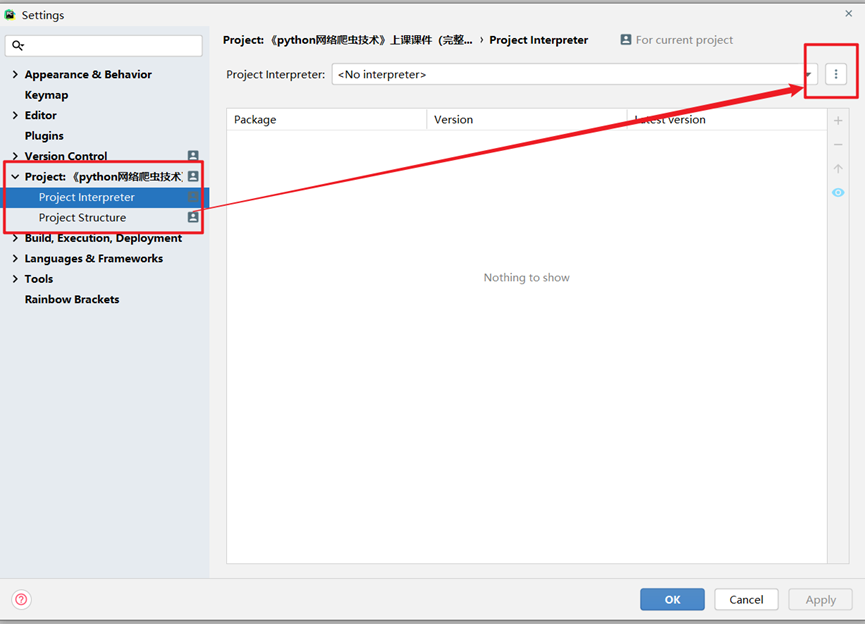 Settings
Project: 《python网络爬虫技术》上课课件（完整... › Project Interpreter
For current project
Project Interpreter: <No interpreter>
Appearance & Behavior
Keymap
Editor
Plugins
Version Control
Project: 《python网络爬虫技术》
Project Interpreter
Project Structure
Build, Execution, Deployment
Languages & Frameworks
Tools
Rainbow Brackets
Package
Version
Latest version
Nothing to show
OK
Cancel
Apply